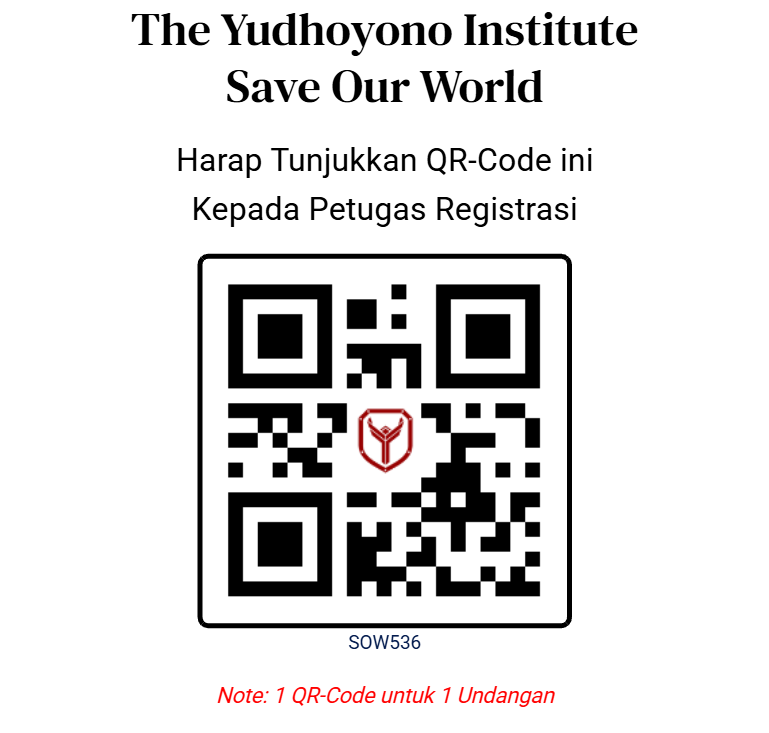 The Yudhoyono Institute
Save Our World
Harap Tunjukkan QR-Code ini
Kepada Petugas Registrasi
SOW536
Note: 1 QR-Code untuk 1 Undangan